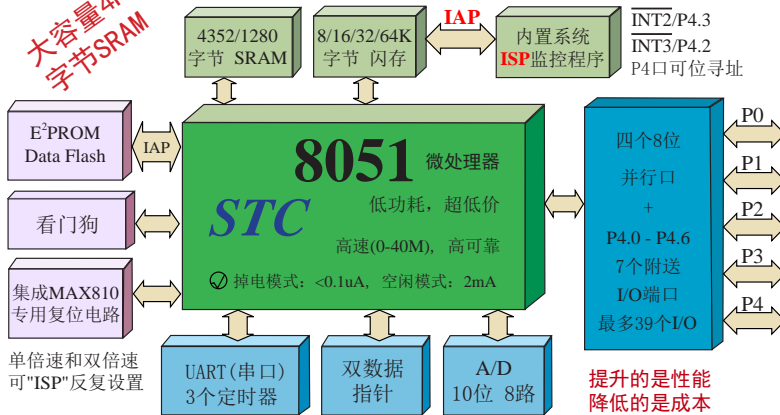 大容量4
字节SRAM
4352/1280
字节 SRAM
8/16/32/64K
字节 闪存
IAP
内置系统
ISP监控程序
INT2/P4.3
INT3/P4.2
P4口可位寻址
E²PROM
Data Flash
IAP
看门狗
集成MAX810
专用复位电路
单倍速和双倍速
可"ISP"反复设置
8051 微处理器
STC
低功耗，超低价
高速(0-40M)，高可靠
掉电模式：<0.1uA，空闲模式：2mA
四个8位
并行口
+
P4.0 - P4.6
7个附送
I/O端口
最多39个I/O
P0
P1
P2
P3
P4
UART(串口)
3个定时器
双数据
指针
A/D
10位 8路
提升的是性能
降低的是成本